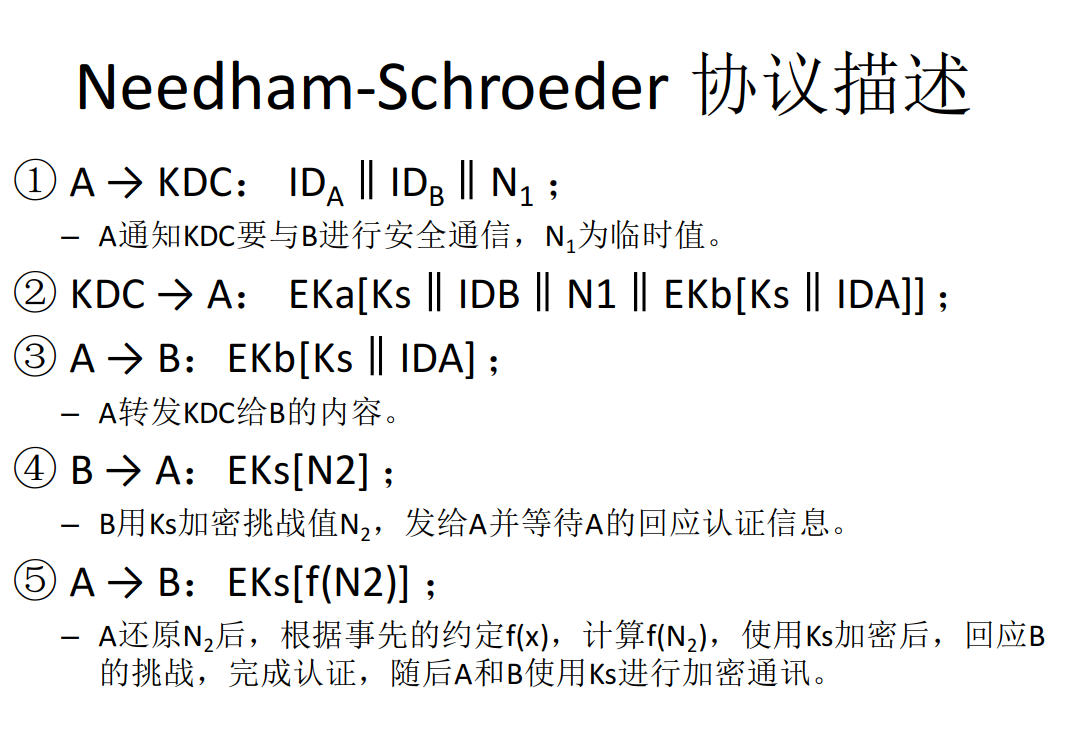 Needham-Schroeder 协议描述
① A → KDC： IDA ‖ IDB ‖ N1；
– A通知KDC要与B进行安全通信，N1为临时值。
② KDC → A： EKa[Ks ‖ IDB ‖ N1 ‖ EKb[Ks ‖ IDA]]；
③ A → B：EKb[Ks ‖ IDA]；
– A转发KDC给B的内容。
④ B → A：EKs[N2]；
– B用Ks加密挑战值N2，发给A并等待A的回应认证信息。
⑤ A → B：EKs[f(N2)]；
– A还原N2后，根据事先的约定f(x)，计算f(N2)，使用Ks加密后，回应B
的挑战，完成认证，随后A和B使用Ks进行加密通讯。